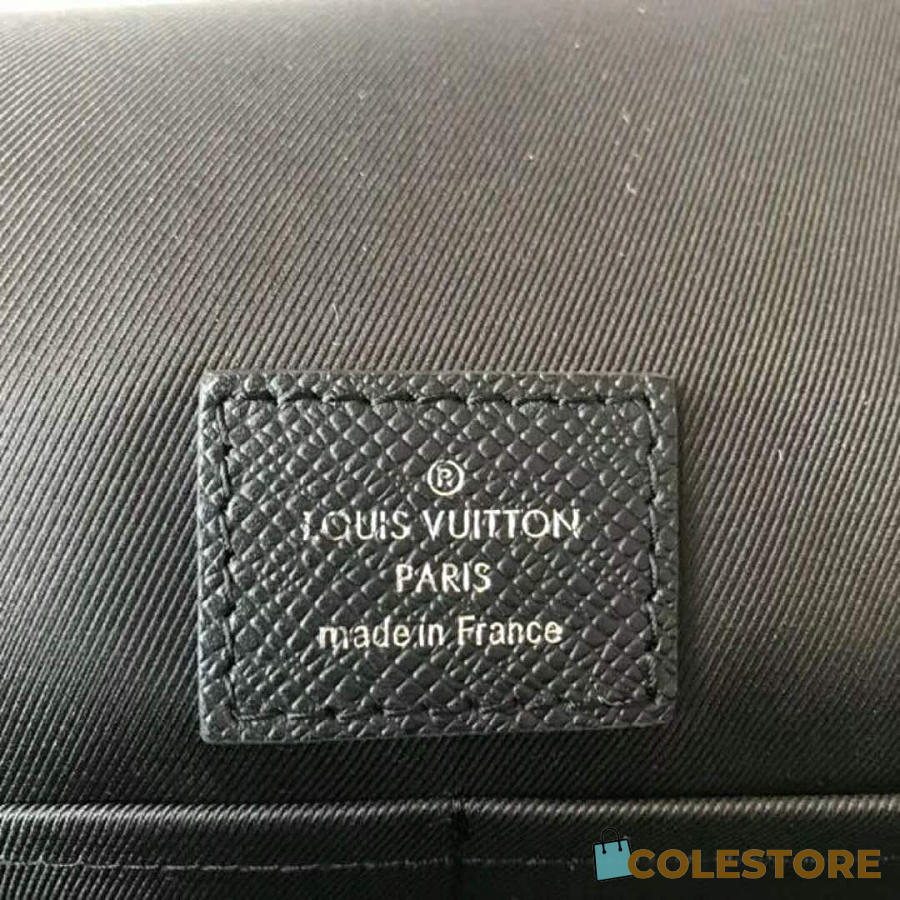 ®
LOUIS VUITTON
PARIS
made in France
COLESTORE